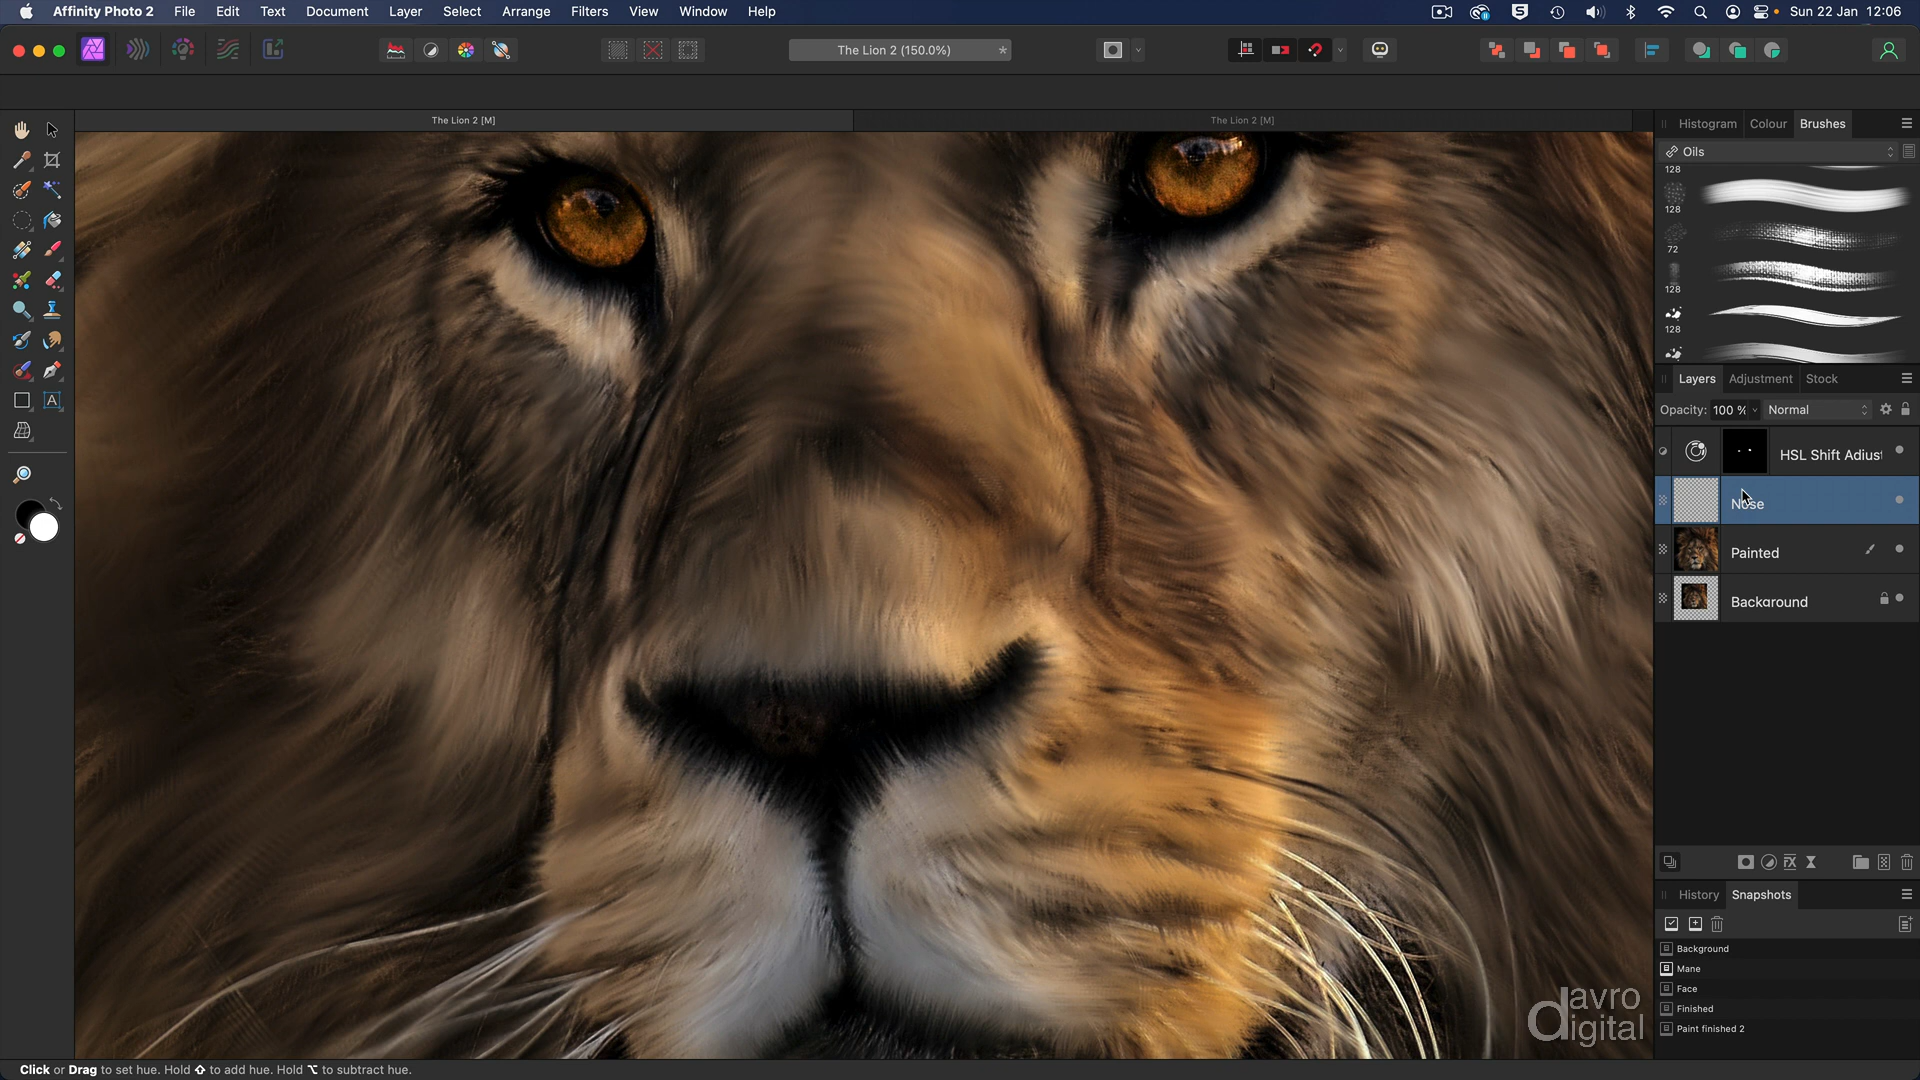 Affinity Photo 2 File Edit Text Document Layer Select Arrange Filters View Window Help Sun 22 Jan 12:06
The Lion 2 (150.0%) *
The Lion 2 [M] The Lion 2 [M]
Histogram Colour Brushes
Oils
128
128
72
128
128
Layers Adjustment Stock
Opacity: 100 % Normal
HSL Shift Adjust
Nose
Painted
Background
History Snapshots
Background
Mane
Face
Finished
Paint finished 2
davro
digital
Click or Drag to set hue. Hold ⇧ to add hue. Hold ⌥ to subtract hue.